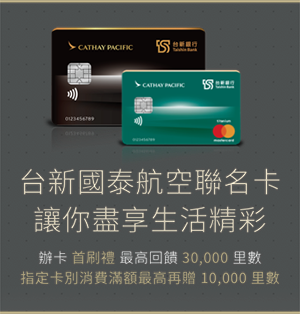 CATHAY PACIFIC
台新銀行
Taishin Bank
0123456789
CATHAY PACIFIC
台新銀行
Taishin Bank
0123456789
titanium
mastercard
台新國泰航空聯名卡
讓你盡享生活精彩
辦卡 首刷禮 最高回饋 30,000 里數
指定卡別消費滿額最高再贈 10,000 里數